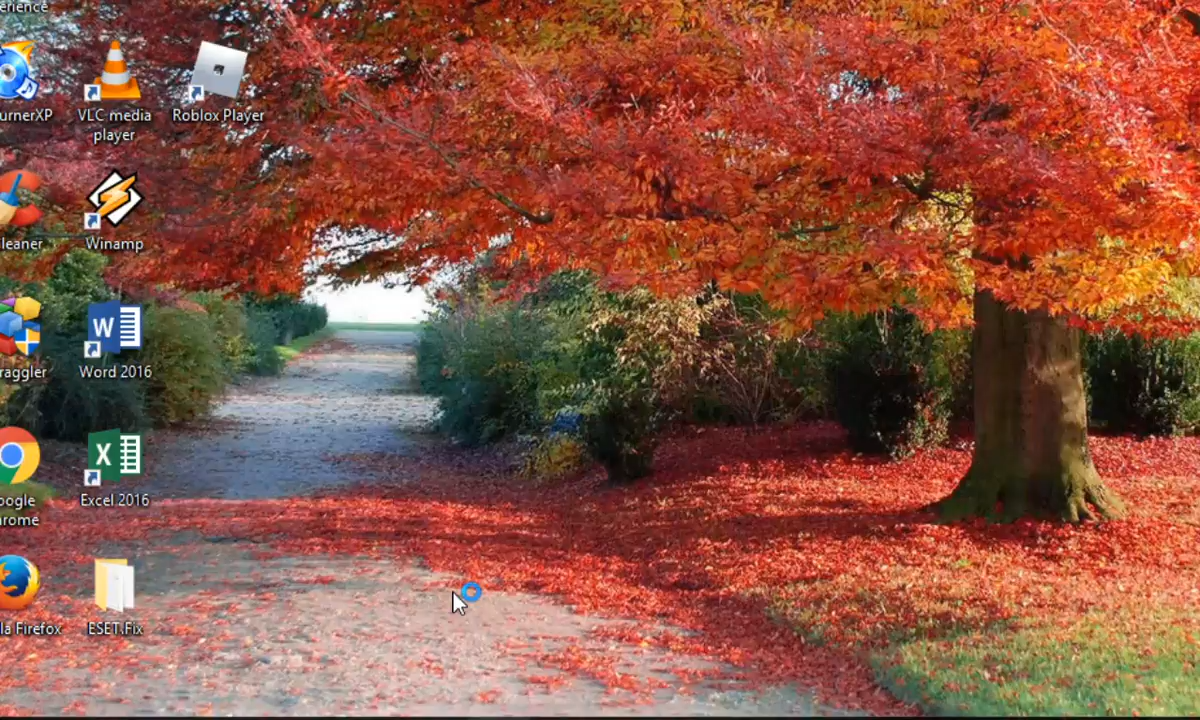 erience
urnerXP
VLC media
player
Roblox Player
leaner
Winamp
raggler
Word 2016
oogle
hrome
Excel 2016
la Firefox
ESET.Fix